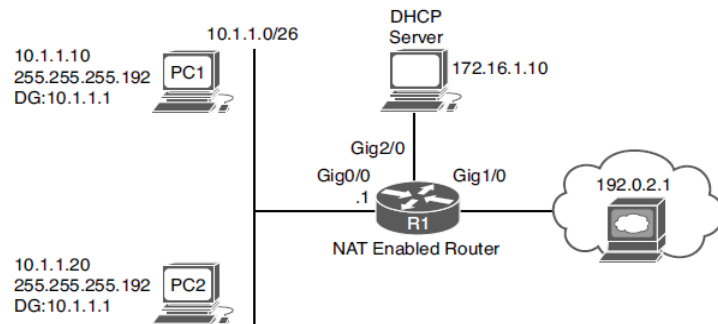 10.1.1.0/26
DHCP
Server
10.1.1.10
255.255.255.192
DG:10.1.1.1
PC1
172.16.1.10
Gig2/0
Gig0/0
.1
Gig1/0
R1
NAT Enabled Router
192.0.2.1
10.1.1.20
255.255.255.192
DG:10.1.1.1
PC2